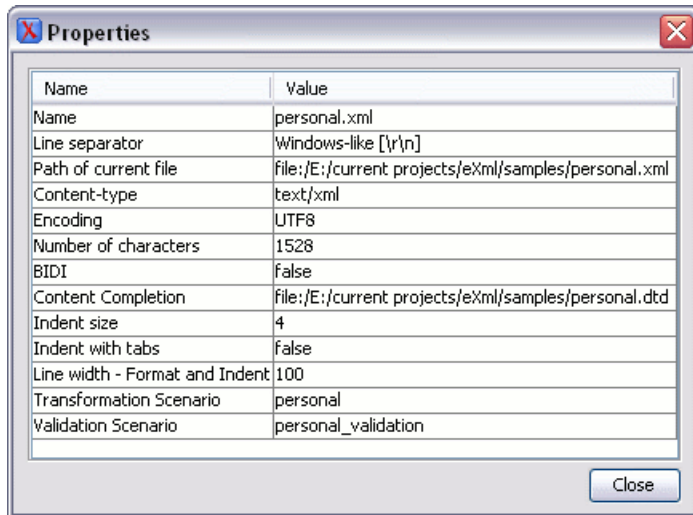 Properties
Name Value
Name personal.xml
Line separator Windows-like [\r\n]
Path of current file file:/E:/current projects/eXml/samples/personal.xml
Content-type text/xml
Encoding UTF8
Number of characters 1528
BIDI false
Content Completion file:/E:/current projects/eXml/samples/personal.dtd
Indent size 4
Indent with tabs false
Line width - Format and Indent 100
Transformation Scenario personal
Validation Scenario personal_validation
Close